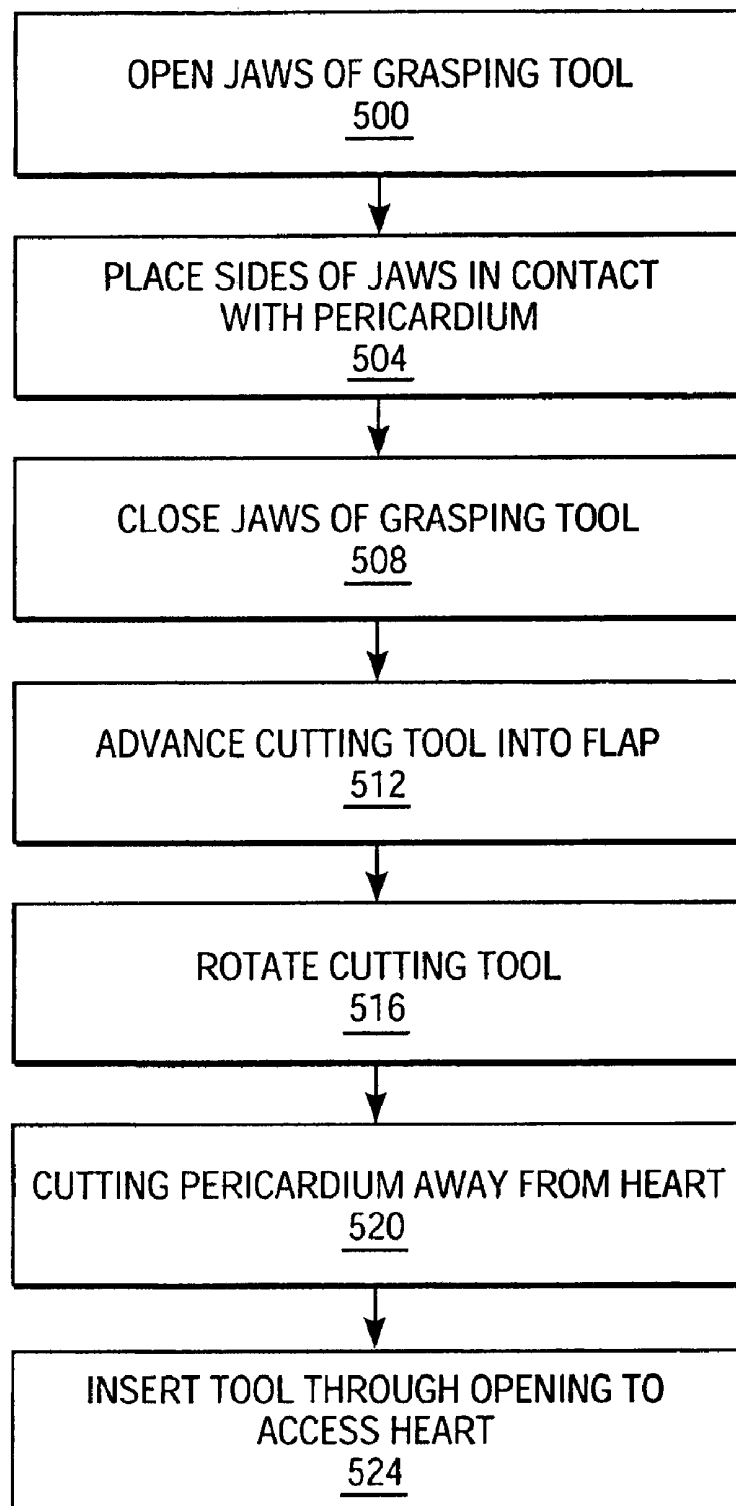 OPEN JAWS OF GRASPING TOOL
500
PLACE SIDES OF JAWS IN CONTACT
WITH PERICARDIUM
504
CLOSE JAWS OF GRASPING TOOL
508
ADVANCE CUTTING TOOL INTO FLAP
512
ROTATE CUTTING TOOL
516
CUTTING PERICARDIUM AWAY FROM HEART
520
INSERT TOOL THROUGH OPENING TO
ACCESS HEART
524